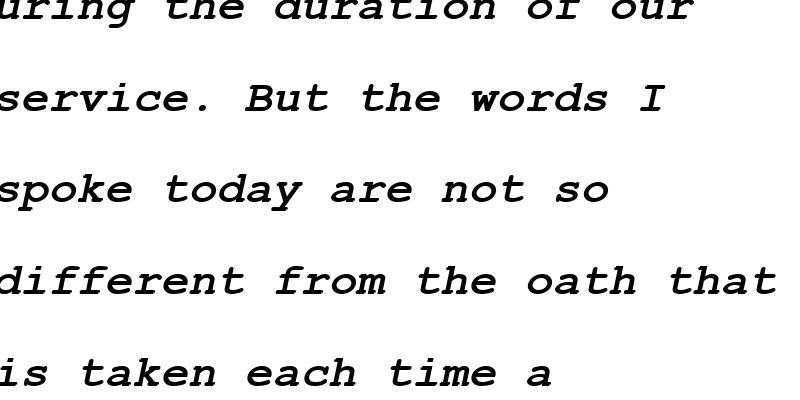 uring the duration of our
service. But the words I
spoke today are not so
different from the oath that
is taken each time a